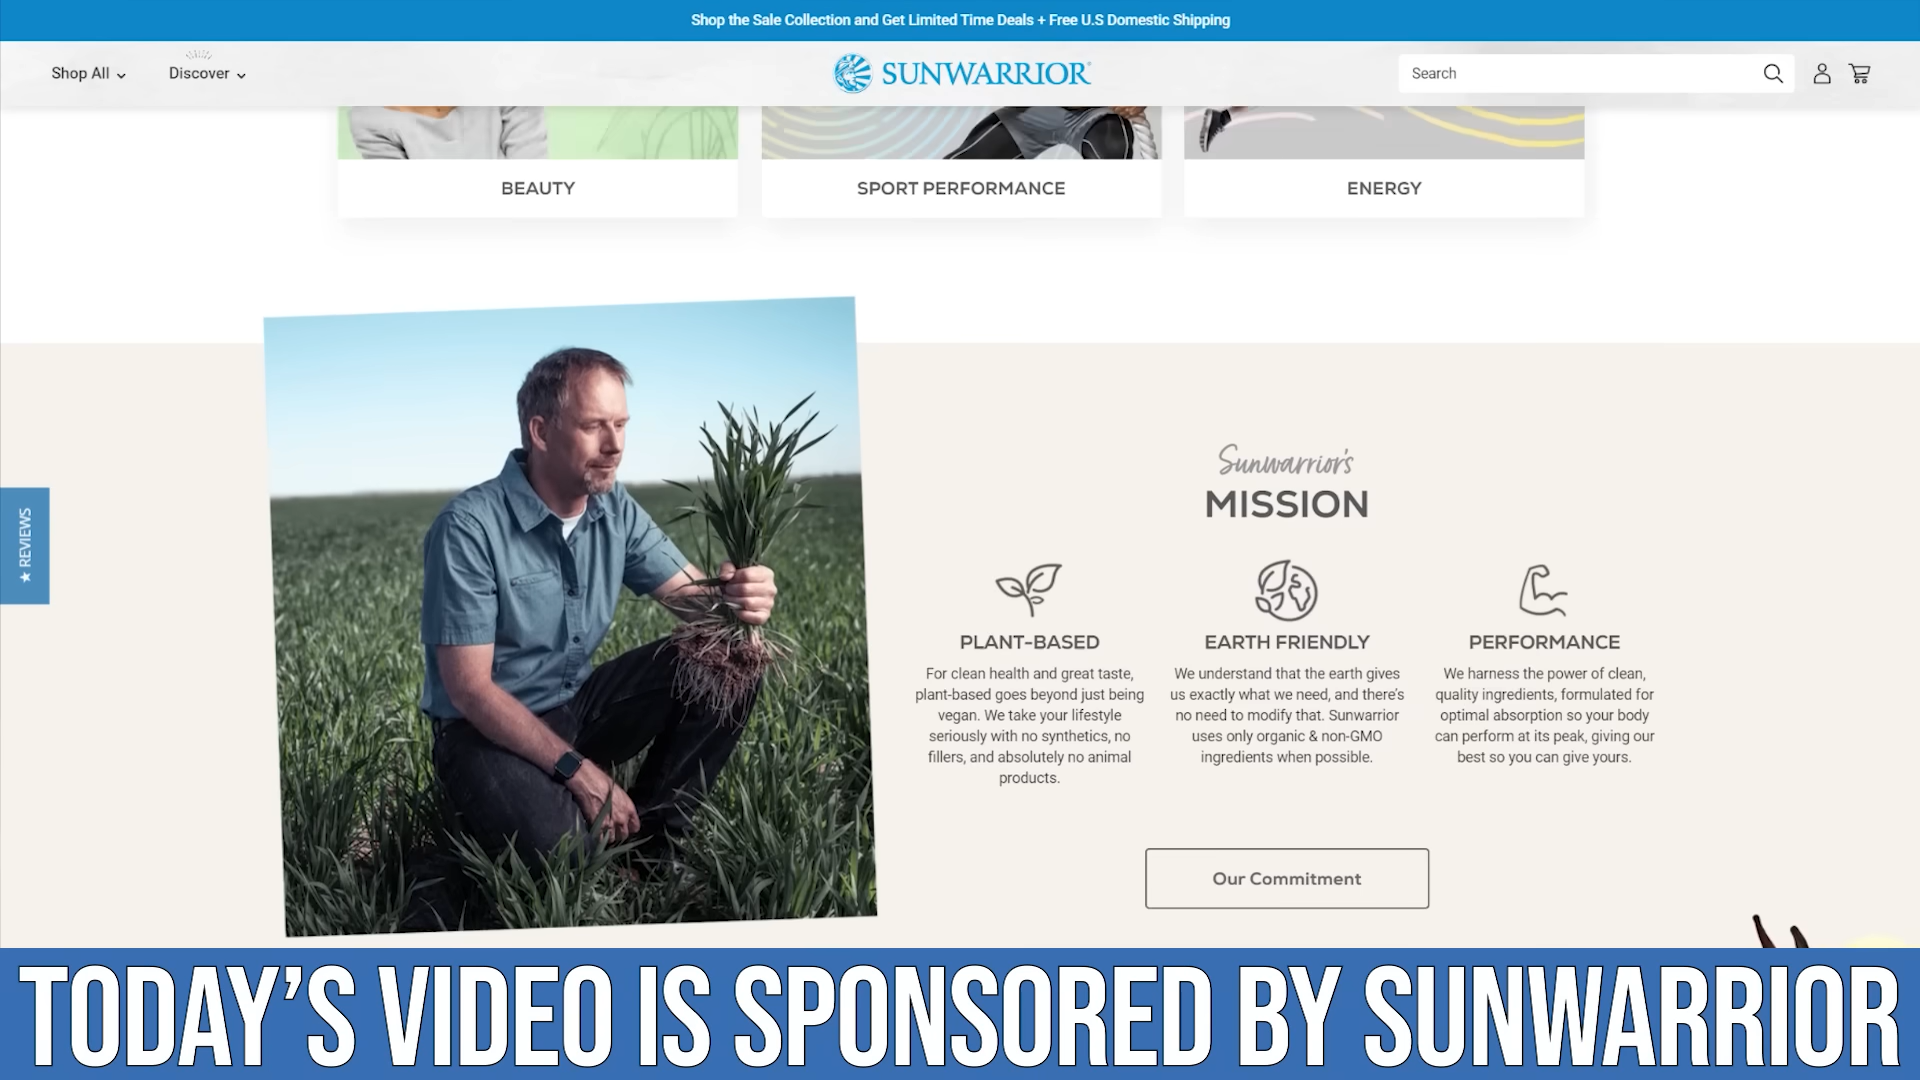 Shop the Sale Collection and Get Limited Time Deals + Free U.S Domestic Shipping
Shop All
Discover
SUNWARRIOR
Search
BEAUTY
SPORT PERFORMANCE
ENERGY
★ REVIEWS
Sunwarrior's
MISSION
PLANT-BASED
For clean health and great taste,
plant-based goes beyond just being
vegan. We take your lifestyle
seriously with no synthetics, no
fillers, and absolutely no animal
products.
EARTH FRIENDLY
We understand that the earth gives
us exactly what we need, and there's
no need to modify that. Sunwarrior
uses only organic & non-GMO
ingredients when possible.
PERFORMANCE
We harness the power of clean,
quality ingredients, formulated for
optimal absorption so your body
can perform at its peak, giving our
best so you can give yours.
Our Commitment
TODAY'S VIDEO IS SPONSORED BY SUNWARRIOR